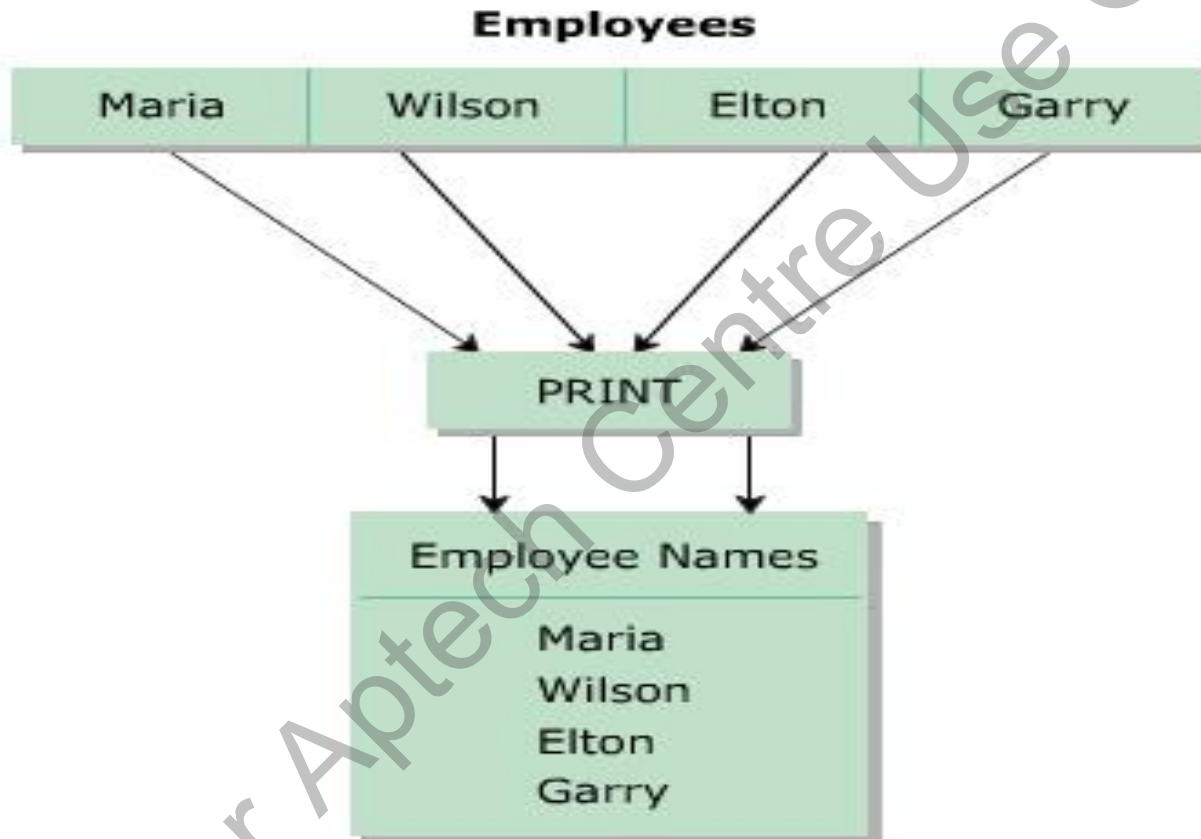 Employees
Maria Wilson Elton Garry
PRINT
Employee Names
Maria
Wilson
Elton
Garry
r Aptech Centre Use